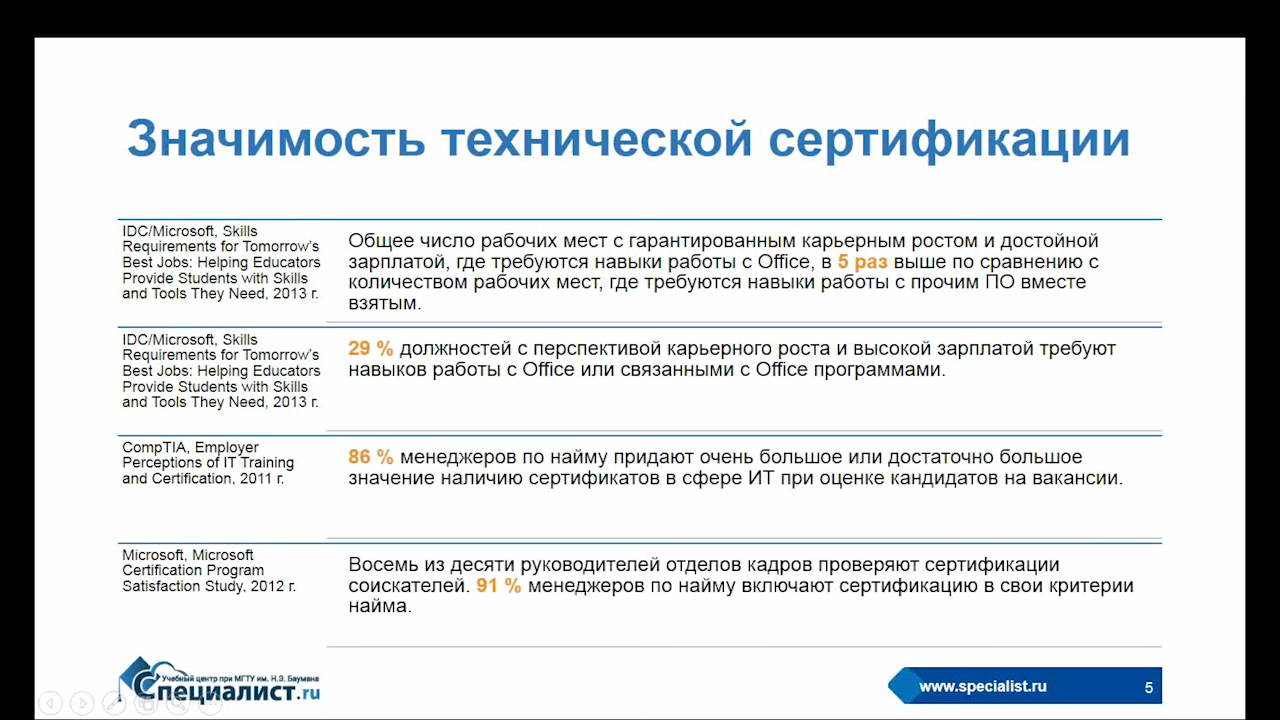 Значимость технической сертификации
IDC/Microsoft, Skills
Requirements for Tomorrow's
Best Jobs: Helping Educators
Provide Students with Skills
and Tools They Need, 2013 г.
Общее число рабочих мест с гарантированным карьерным ростом и достойной
зарплатой, где требуются навыки работы с Office, в 5 раз выше по сравнению с
количеством рабочих мест, где требуются навыки работы с прочим ПО вместе
взятым.
IDC/Microsoft, Skills
Requirements for Tomorrow's
Best Jobs: Helping Educators
Provide Students with Skills
and Tools They Need, 2013 г.
29 % должностей с перспективой карьерного роста и высокой зарплатой требуют
навыков работы с Office или связанными с Office программами.
CompTIA, Employer
Perceptions of IT Training
and Certification, 2011 г.
86 % менеджеров по найму придают очень большое или достаточно большое
значение наличию сертификатов в сфере ИТ при оценке кандидатов на вакансии.
Microsoft, Microsoft
Certification Program
Satisfaction Study, 2012 г.
Восемь из десяти руководителей отделов кадров проверяют сертификации
соискателей. 91 % менеджеров по найму включают сертификацию в свои критерии
найма.
Учебный центр при МГТУ им. Н.Э. Баумана
Специалист.ru
www.specialist.ru
5